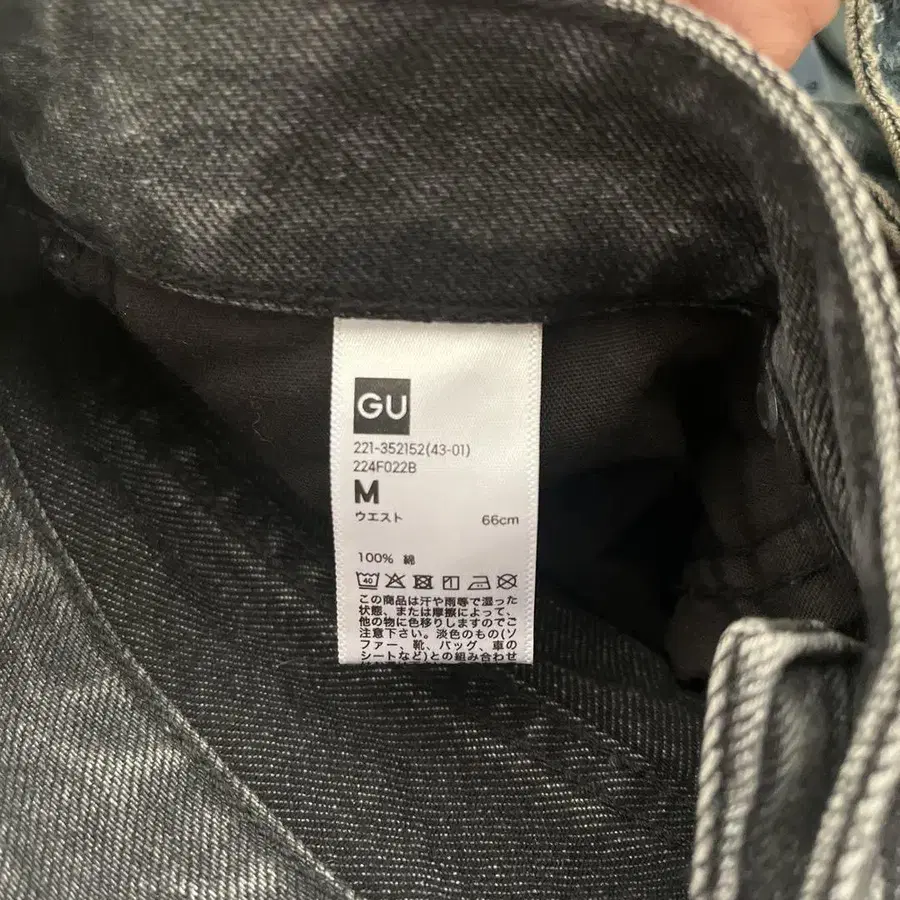 GU
221-352152(43-01)
224F022B
M
ウエスト 66cm
100% 綿
40
この商品は汗や雨等で湿った
状態、または摩擦によって、
他の物に色移りしますのでご
注意下さい。淡色のもの(ソ
ファー、靴、バッグ、車の
シートなど)との組み合わせ